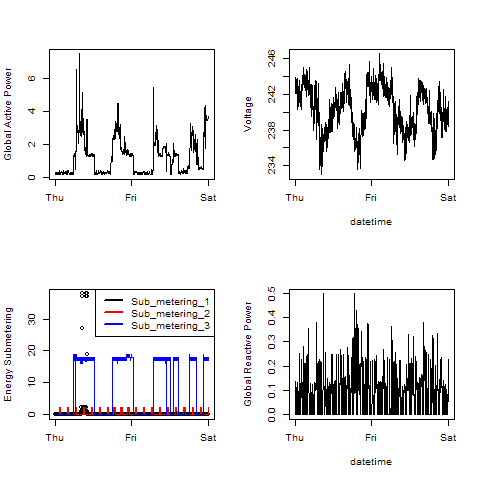 Global Active Power
0 2 4 6
Thu Fri Sat
Voltage
234 238 242 246
Thu Fri Sat
datetime
Energy Submetering
0 10 20 30
Sub_metering_1
Sub_metering_2
Sub_metering_3
Thu Fri Sat
Global Reactive Power
0.0 0.1 0.2 0.3 0.4 0.5
Thu Fri Sat
datetime